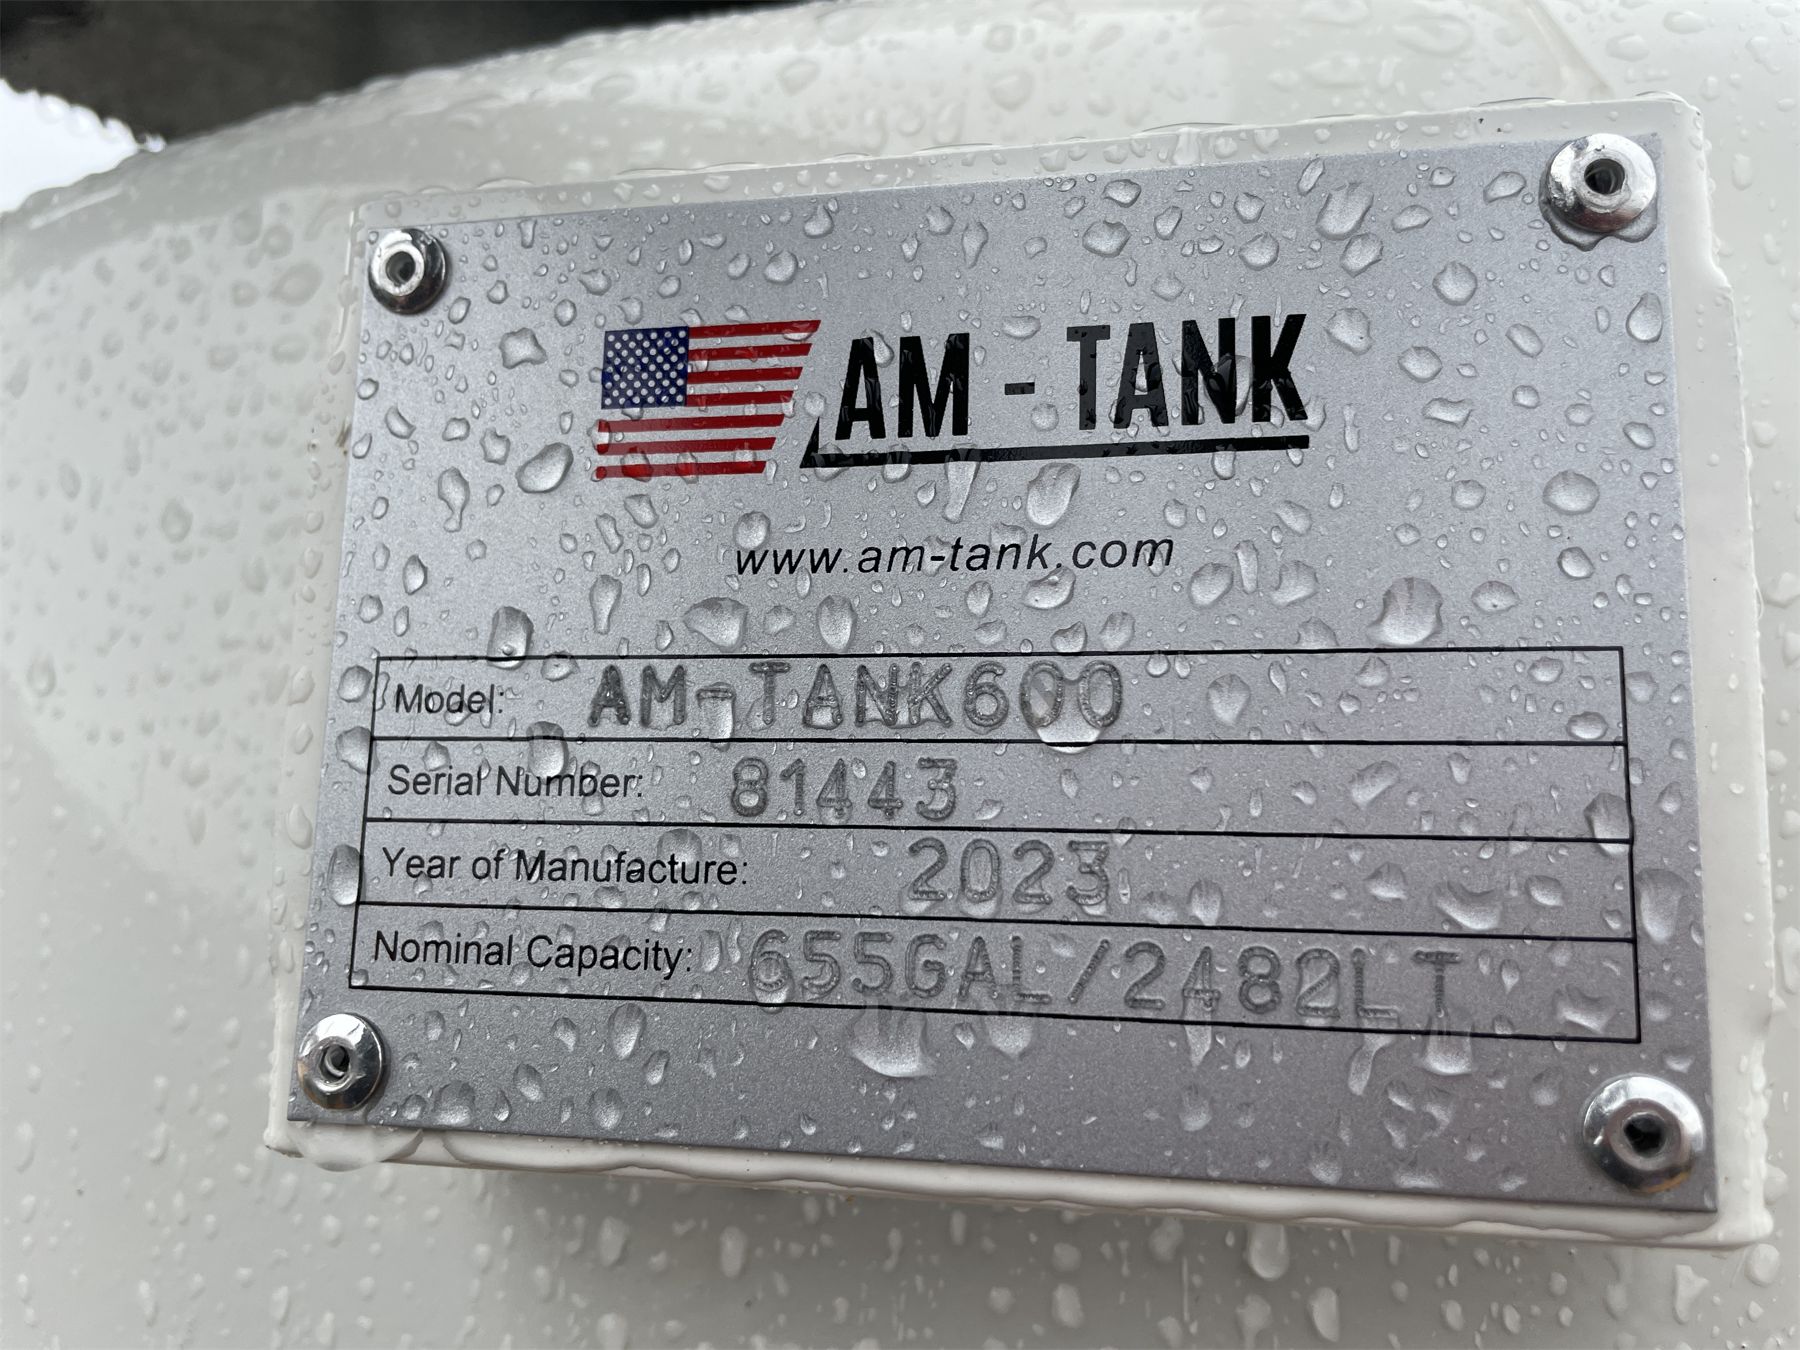 AM - TANK
www.am-tank.com
Model: AM-TANK600
Serial Number: 81443
Year of Manufacture: 2023
Nominal Capacity: 655GAL/2482LT